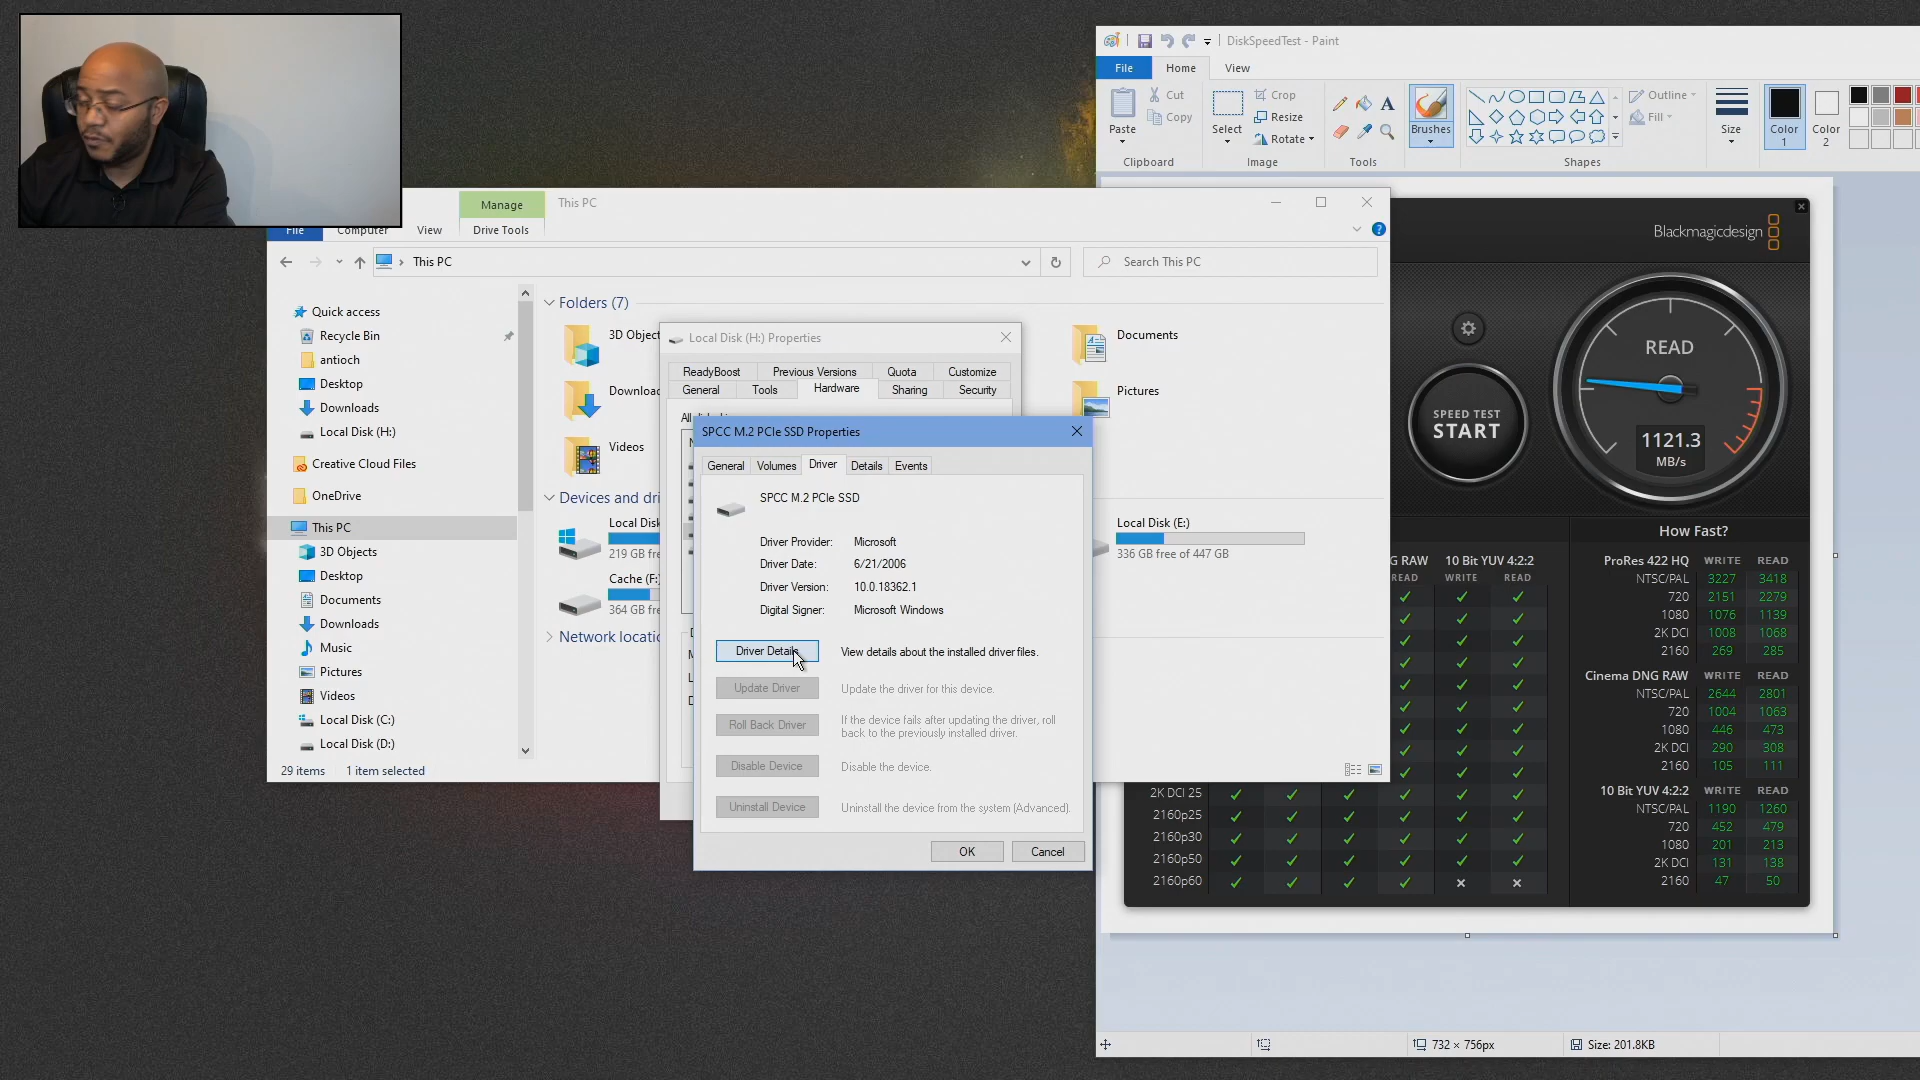 DiskSpeedTest - Paint
File
Home
View
Paste
Cut
Copy
Clipboard
Select
Crop
Resize
Rotate
Image
Tools
Brushes
Shapes
Outline
Fill
Size
Color
1
Color
2
Manage
This PC
File
Computer
View
Drive Tools
This PC
Search This PC
Quick access
Recycle Bin
antioch
Desktop
Downloads
Local Disk (H:)
Creative Cloud Files
OneDrive
This PC
3D Objects
Desktop
Documents
Downloads
Music
Pictures
Videos
Local Disk (C:)
Local Disk (D:)
29 items
1 item selected
Folders (7)
3D Object
Documents
Downloa
Pictures
Videos
Devices and dri
Local Disk
219 GB fre
Local Disk (E:)
336 GB free of 447 GB
Cache (F:)
364 GB fre
Network locatio
Local Disk (H:) Properties
ReadyBoost
Previous Versions
Quota
Customize
General
Tools
Hardware
Sharing
Security
SPCC M.2 PCIe SSD Properties
General
Volumes
Driver
Details
Events
SPCC M.2 PCIe SSD
Driver Provider: Microsoft
Driver Date: 6/21/2006
Driver Version: 10.0.18362.1
Digital Signer: Microsoft Windows
Driver Details
View details about the installed driver files.
Update Driver
Update the driver for this device.
Roll Back Driver
If the device fails after updating the driver, roll
back to the previously installed driver.
Disable Device
Disable the device.
Uninstall Device
Uninstall the device from the system (Advanced).
OK
Cancel
Blackmagicdesign
READ
1121.3
MB/s
SPEED TEST
START
G RAW
10 Bit YUV 4:2:2
READ
WRITE
READ
2K DCI 25
2160p25
2160p30
2160p50
2160p60
How Fast?
ProRes 422 HQ WRITE READ
NTSC/PAL 3227 3418
720 2151 2279
1080 1076 1139
2K DCI 1008 1068
2160 269 285
Cinema DNG RAW WRITE READ
NTSC/PAL 2644 2801
720 1004 1063
1080 446 473
2K DCI 290 308
2160 105 111
10 Bit YUV 4:2:2 WRITE READ
NTSC/PAL 1190 1260
720 452 479
1080 201 213
2K DCI 131 138
2160 47 50
732 × 756px
Size: 201.8KB